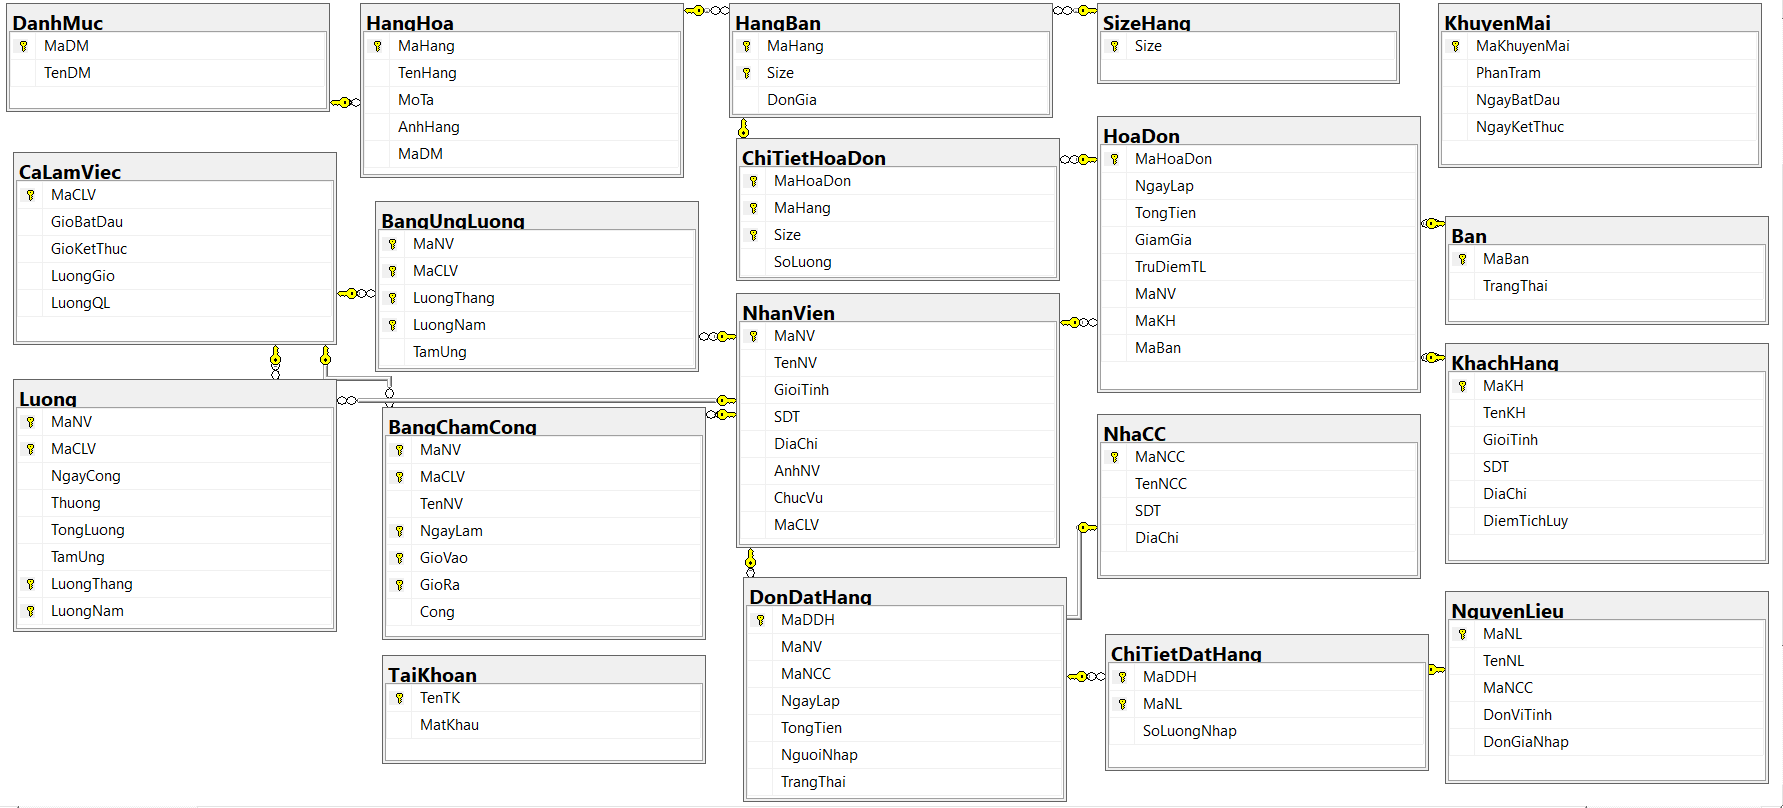 DanhMuc
MaDM
TenDM
HangHoa
MaHang
TenHang
MoTa
AnhHang
MaDM
HangBan
MaHang
Size
DonGia
SizeHang
Size
KhuyenMai
MaKhuyenMai
PhanTram
NgayBatDau
NgayKetThuc
CaLamViec
MaCLV
GioBatDau
GioKetThuc
LuongGio
LuongQL
BangUngLuong
MaNV
MaCLV
LuongThang
LuongNam
TamUng
ChiTietHoaDon
MaHoaDon
MaHang
Size
SoLuong
HoaDon
MaHoaDon
NgayLap
TongTien
GiamGia
TruDiemTL
MaNV
MaKH
MaBan
Ban
MaBan
TrangThai
NhanVien
MaNV
TenNV
GioiTinh
SDT
DiaChi
AnhNV
ChucVu
MaCLV
KhachHang
MaKH
TenKH
GioiTinh
SDT
DiaChi
DiemTichLuy
Luong
MaNV
MaCLV
NgayCong
Thuong
TongLuong
TamUng
LuongThang
LuongNam
BangChamCong
MaNV
MaCLV
TenNV
NgayLam
GioVao
GioRa
Cong
NhaCC
MaNCC
TenNCC
SDT
DiaChi
DonDatHang
MaDDH
MaNV
MaNCC
NgayLap
TongTien
NguoiNhap
TrangThai
NguyenLieu
MaNL
TenNL
MaNCC
DonViTinh
DonGiaNhap
ChiTietDatHang
MaDDH
MaNL
SoLuongNhap
TaiKhoan
TenTK
MatKhau